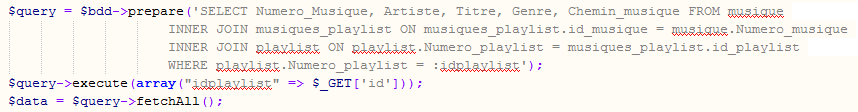 $query = $bdd->prepare('SELECT Numero_Musique, Artiste, Titre, Genre, Chemin_musique FROM musique
INNER JOIN musiques_playlist ON musiques_playlist.id_musique = musique.Numero_musique
INNER JOIN playlist ON playlist.Numero_playlist = musiques_playlist.id_playlist
WHERE playlist.Numero_playlist = :idplaylist');
$query->execute(array("idplaylist" => $_GET['id']));
$data = $query->fetchAll();